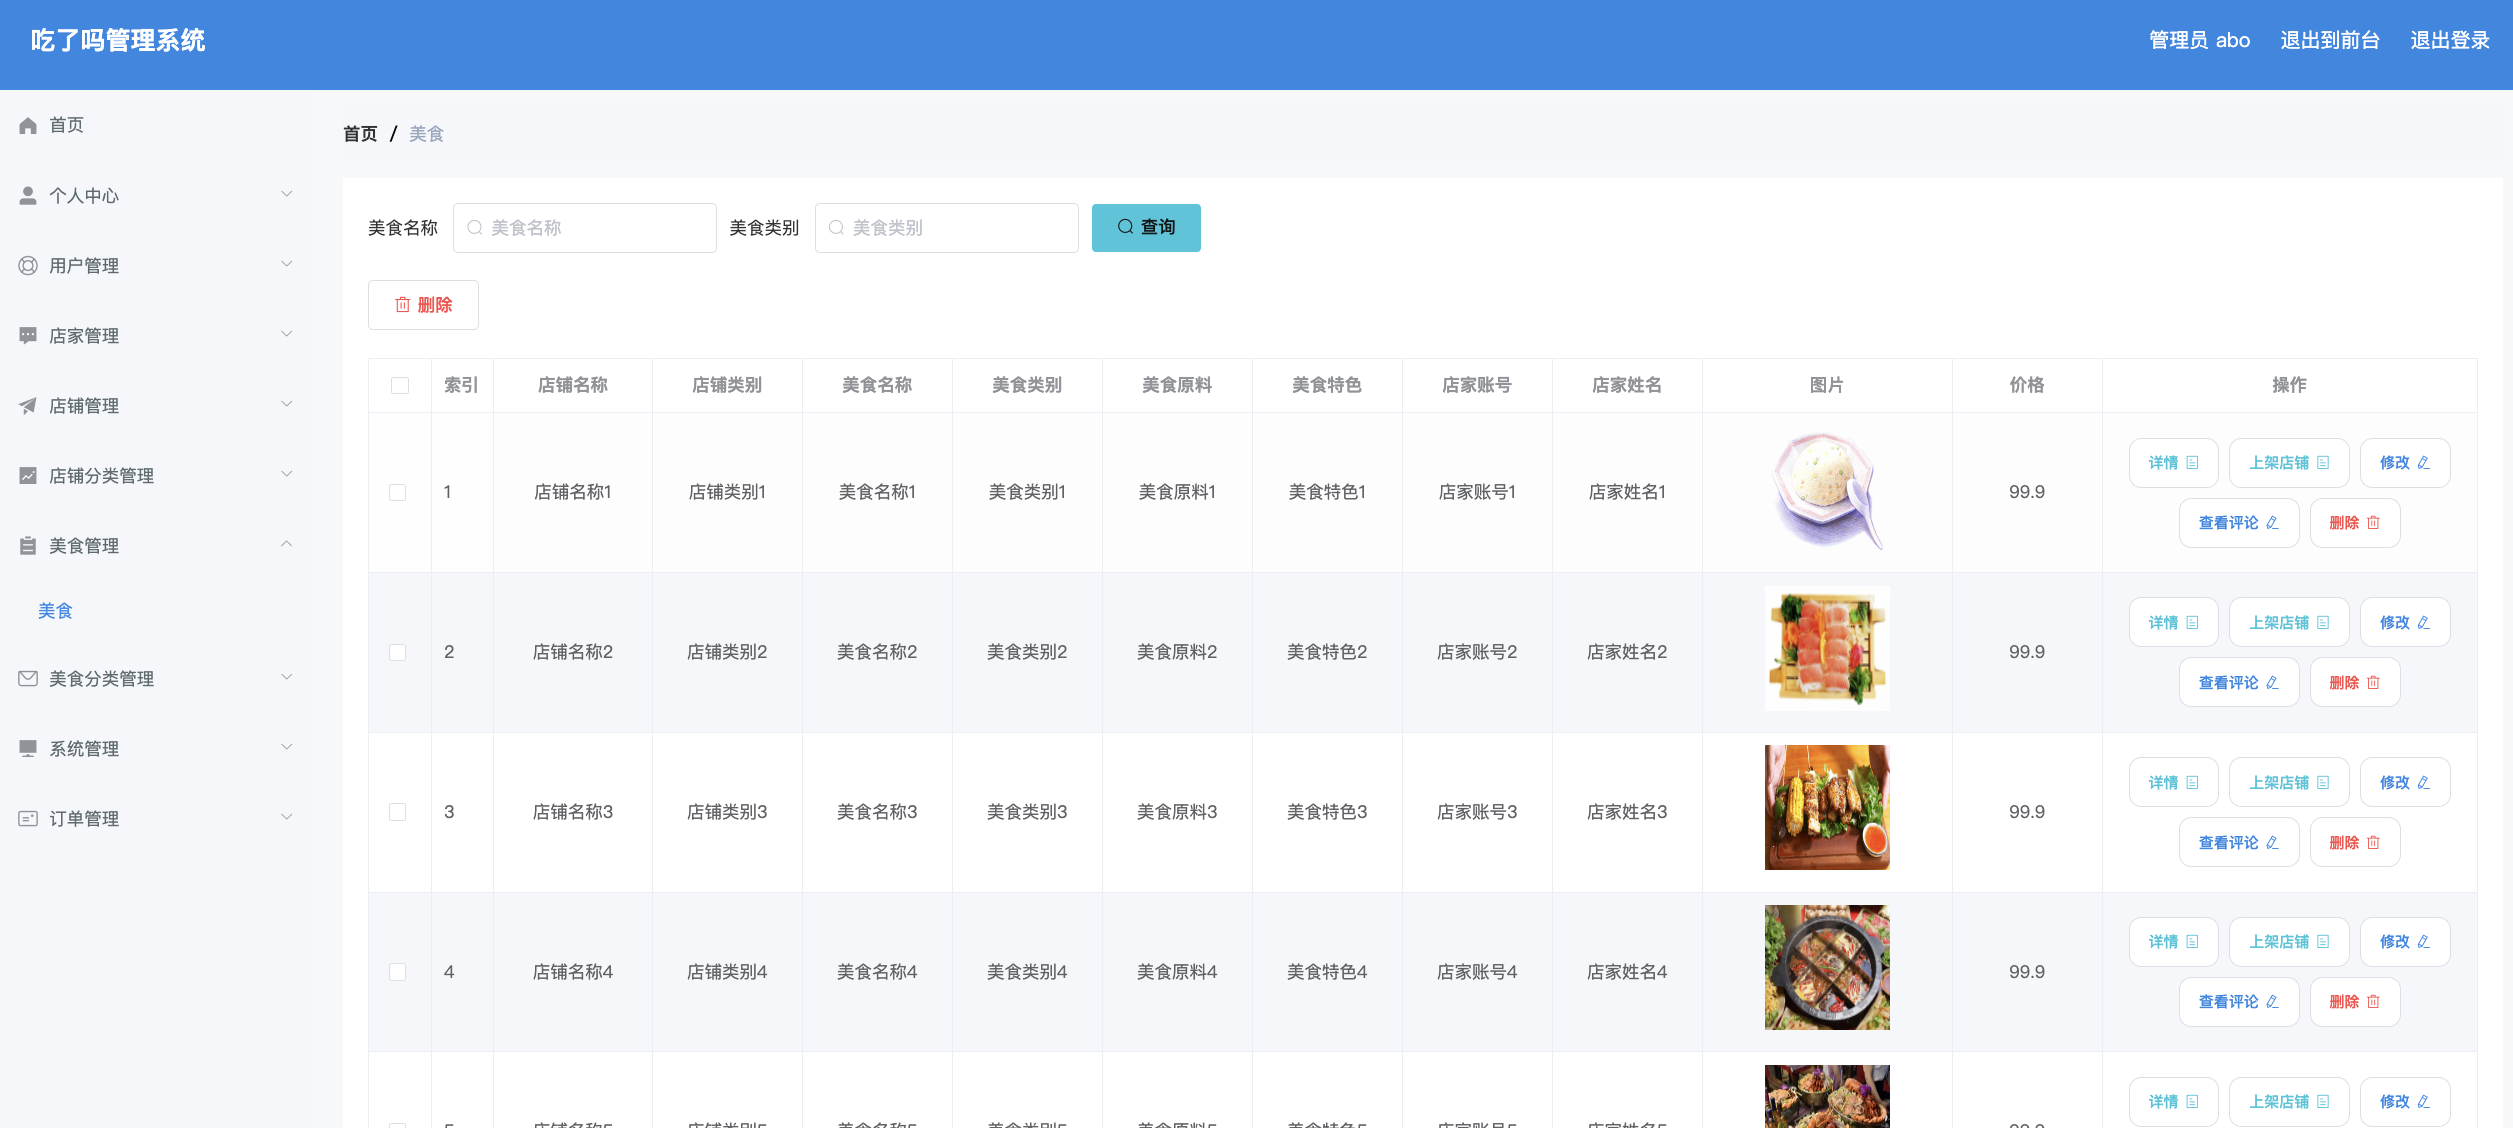 吃了吗管理系统
管理员 abo 退出到前台 退出登录
首页
个人中心
用户管理
店家管理
店铺管理
店铺分类管理
美食管理
美食
美食分类管理
系统管理
订单管理
首页 / 美食
美食名称 美食名称 美食类别 美食类别 查询
删除
索引 店铺名称 店铺类别 美食名称 美食类别 美食原料 美食特色 店家账号 店家姓名 图片 价格 操作
1 店铺名称1 店铺类别1 美食名称1 美食类别1 美食原料1 美食特色1 店家账号1 店家姓名1 99.9
详情 上架店铺 修改
查看评论 删除
2 店铺名称2 店铺类别2 美食名称2 美食类别2 美食原料2 美食特色2 店家账号2 店家姓名2 99.9
详情 上架店铺 修改
查看评论 删除
3 店铺名称3 店铺类别3 美食名称3 美食类别3 美食原料3 美食特色3 店家账号3 店家姓名3 99.9
详情 上架店铺 修改
查看评论 删除
4 店铺名称4 店铺类别4 美食名称4 美食类别4 美食原料4 美食特色4 店家账号4 店家姓名4 99.9
详情 上架店铺 修改
查看评论 删除
详情 上架店铺 修改